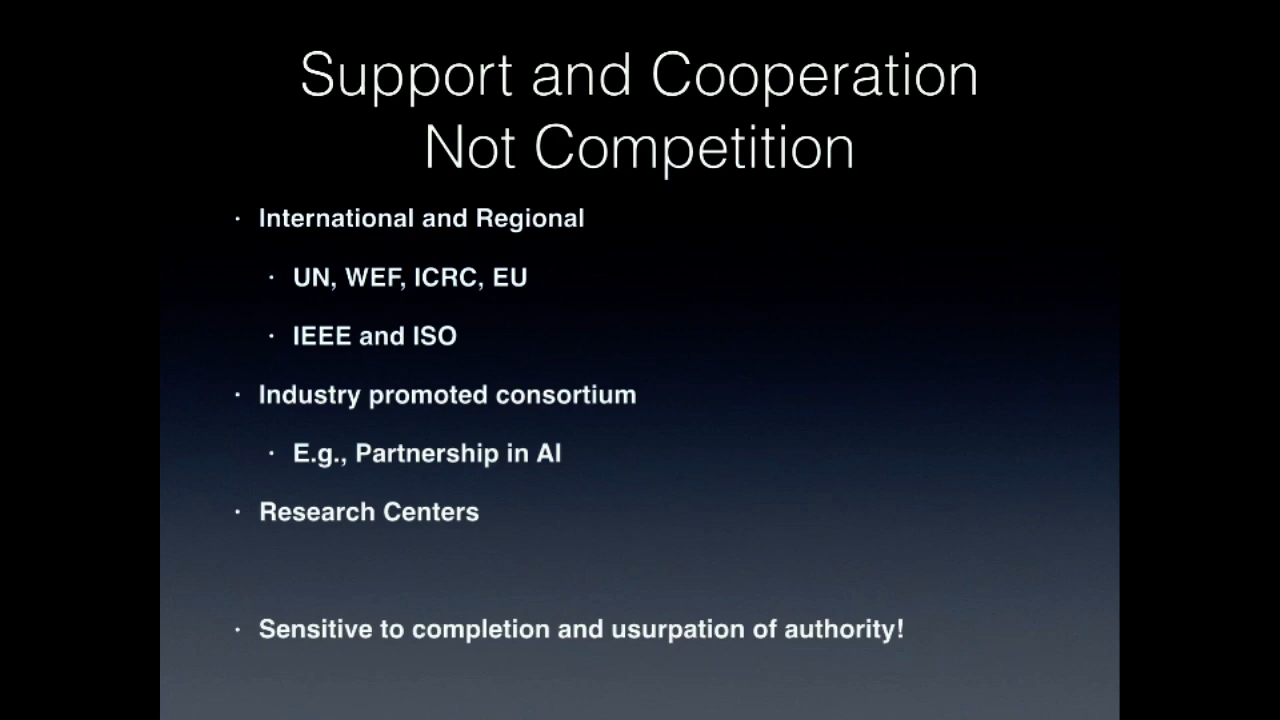 Support and Cooperation
Not Competition
· International and Regional
· UN, WEF, ICRC, EU
· IEEE and ISO
· Industry promoted consortium
· E.g., Partnership in AI
· Research Centers
· Sensitive to completion and usurpation of authority!